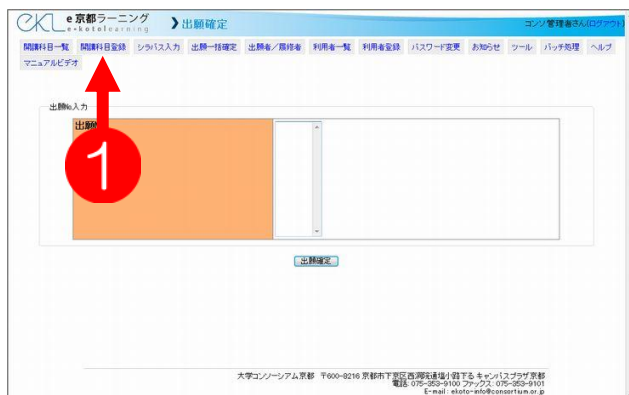 e京都ラーニング
e-kotolearning
出願確定
コンソ管理者さん(ログアウト)
開講科目一覧 開講科目登録 シラバス入力 出願一括確定 出願者/履修者 利用者一覧 利用者登録 パスワード変更 お知らせ ツール バッチ処理 ヘルプ
マニュアルビデオ
出願No入力
1
出願確定
大学コンソーシアム京都 〒600-8216 京都市下京区西洞院通塩小路下る キャンパスプラザ京都
電話: 075-353-9100 ファックス: 075-353-9101
E-mail: ekoto-info@consortium.or.jp